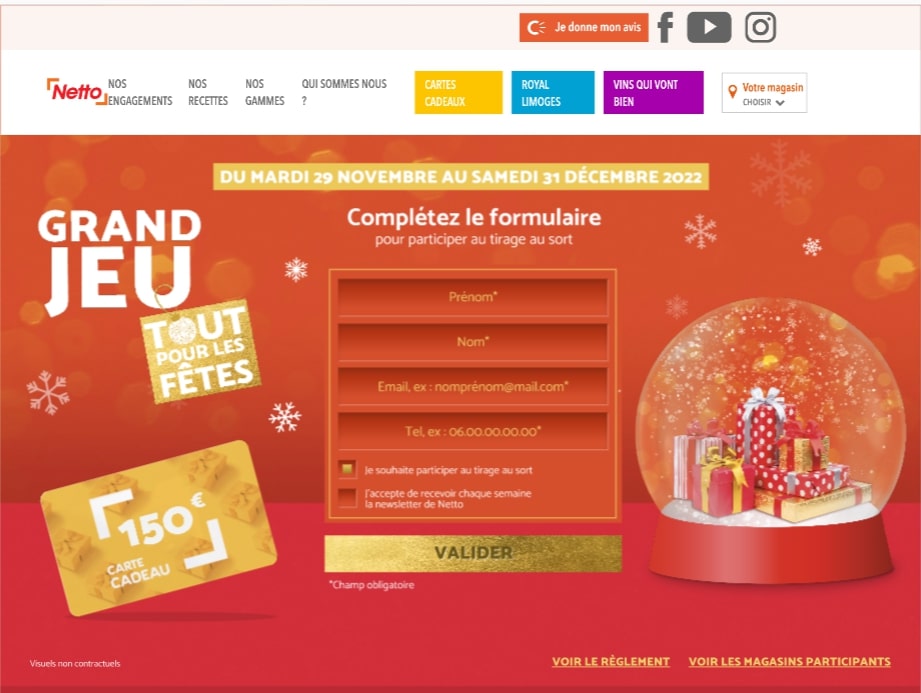 Je donne mon avis
Netto
NOS
ENGAGEMENTS
NOS
RECETTES
NOS
GAMMES
QUI SOMMES NOUS
?
CARTES
CADEAUX
ROYAL
LIMOGES
VINS QUI VONT
BIEN
Votre magasin
CHOISIR
DU MARDI 29 NOVEMBRE AU SAMEDI 31 DÉCEMBRE 2022
GRAND
JEU
TOUT
POUR LES
FÊTES
Complétez le formulaire
pour participer au tirage au sort
Prénom*
Nom*
Email, ex : nomprénom@mail.com*
Tel, ex : 06.00.00.00.00*
Je souhaite participer au tirage au sort
J'accepte de recevoir chaque semaine
la newsletter de Netto
VALIDER
*Champ obligatoire
150€
CARTE
CADEAU
Visuels non contractuels
VOIR LE RÈGLEMENT
VOIR LES MAGASINS PARTICIPANTS